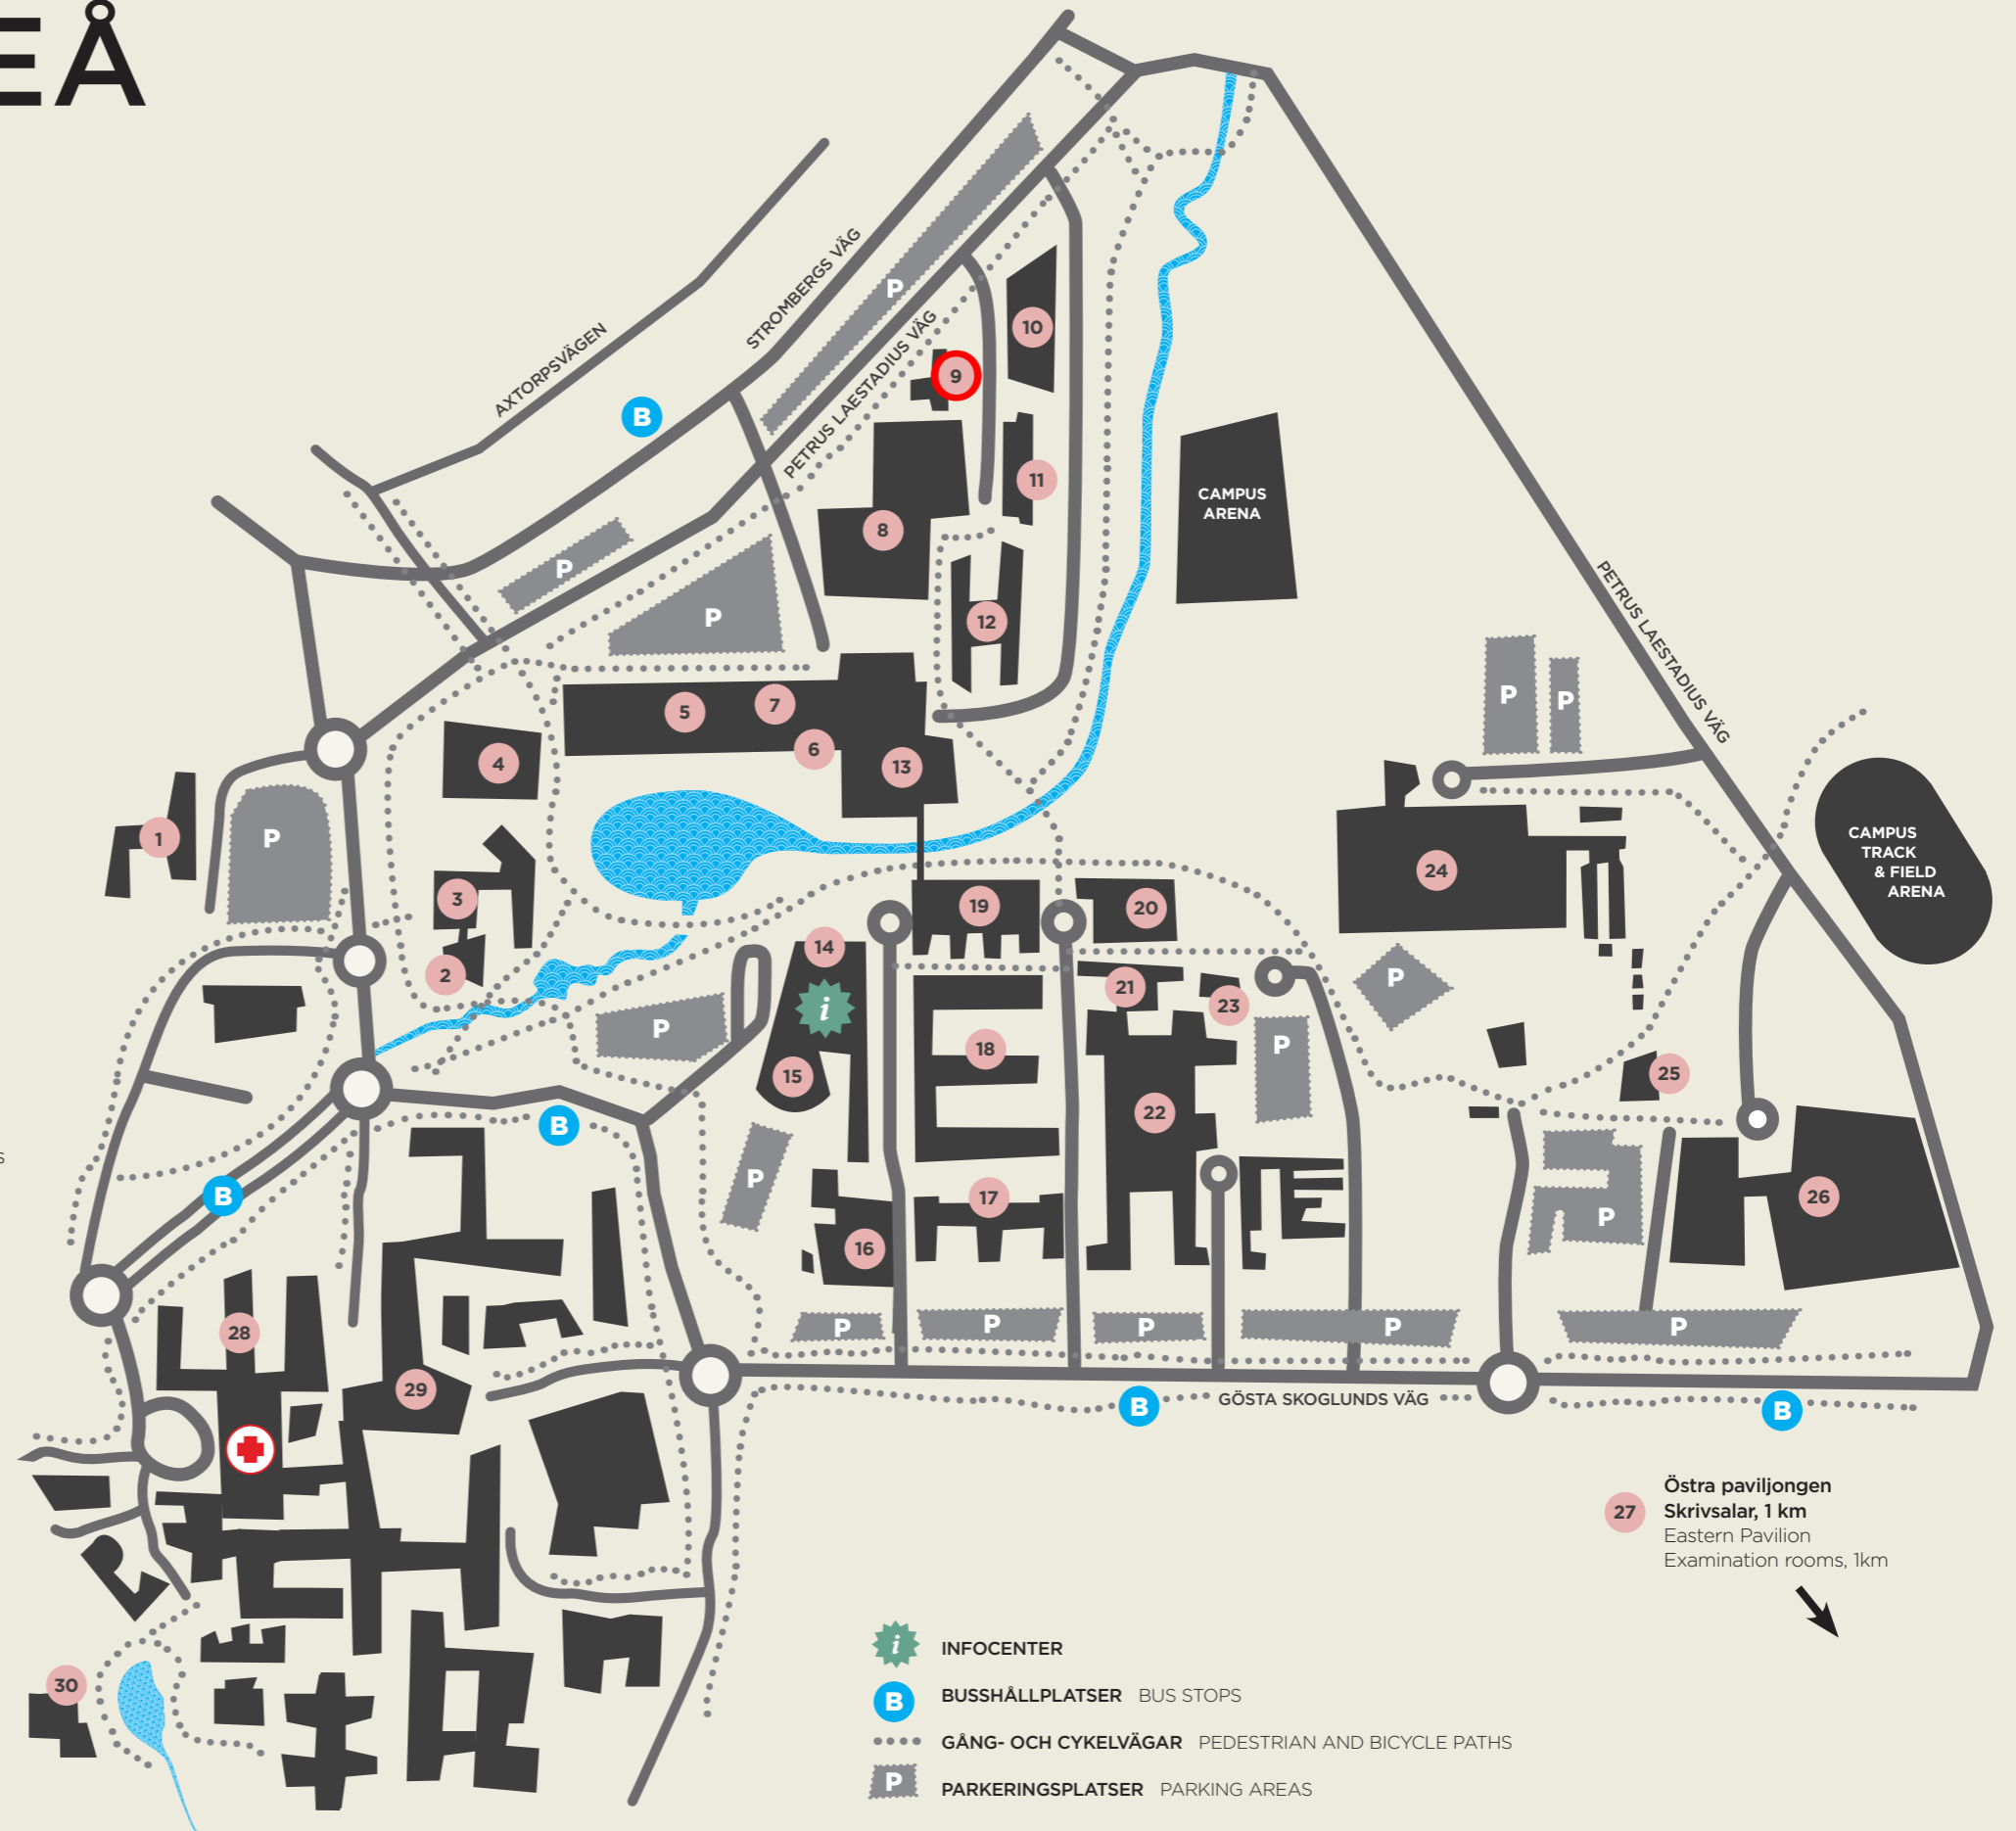 EÅ
STROMBERGS VÄG
P
AXTORPSVÄGEN
PETRUS LAESTADIUS VÄG
10
9
B
11
CAMPUS
ARENA
8
P
P
12
PETRUS LAESTADIUS VÄG
P
P
5
7
6
4
13
1
P
3
24
CAMPUS
TRACK
& FIELD
ARENA
19
20
14
2
P
21
23
i
P
P
18
15
25
22
B
S
P
B
17
26
P
16
28
P
P
P
P
P
29
GÖSTA SKOGLUNDS VÄG
B
B
27
Östra paviljongen
Skrivsalar, 1 km
Eastern Pavilion
Examination rooms, 1km
30
i INFOCENTER
B BUSSHÅLLPLATSER BUS STOPS
GÅNG- OCH CYKELVÄGAR PEDESTRIAN AND BICYCLE PATHS
P PARKERINGSPLATSER PARKING AREAS